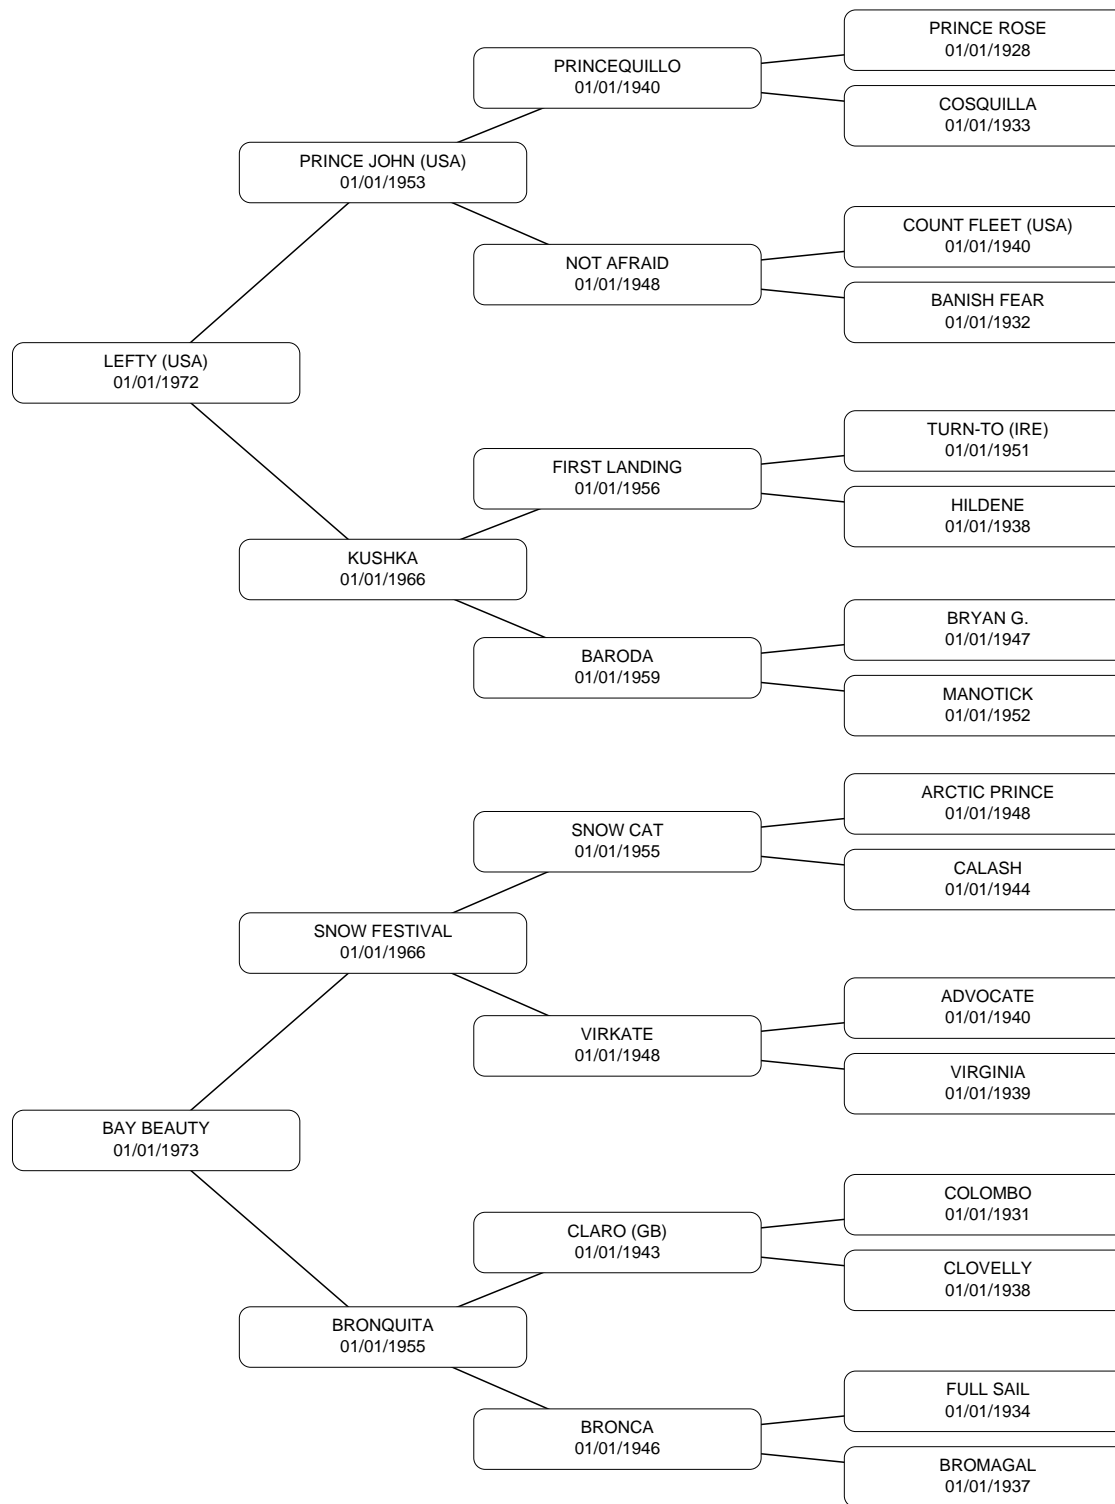 PRINCE ROSE
01/01/1928
PRINCEQUILLO
01/01/1940
COSQUILLA
01/01/1933
PRINCE JOHN (USA)
01/01/1953
COUNT FLEET (USA)
01/01/1940
NOT AFRAID
01/01/1948
BANISH FEAR
01/01/1932
LEFTY (USA)
01/01/1972
TURN-TO (IRE)
01/01/1951
FIRST LANDING
01/01/1956
HILDENE
01/01/1938
KUSHKA
01/01/1966
BRYAN G.
01/01/1947
BARODA
01/01/1959
MANOTICK
01/01/1952
ARCTIC PRINCE
01/01/1948
SNOW CAT
01/01/1955
CALASH
01/01/1944
SNOW FESTIVAL
01/01/1966
ADVOCATE
01/01/1940
VIRKATE
01/01/1948
VIRGINIA
01/01/1939
BAY BEAUTY
01/01/1973
COLOMBO
01/01/1931
CLARO (GB)
01/01/1943
CLOVELLY
01/01/1938
BRONQUITA
01/01/1955
FULL SAIL
01/01/1934
BRONCA
01/01/1946
BROMAGAL
01/01/1937